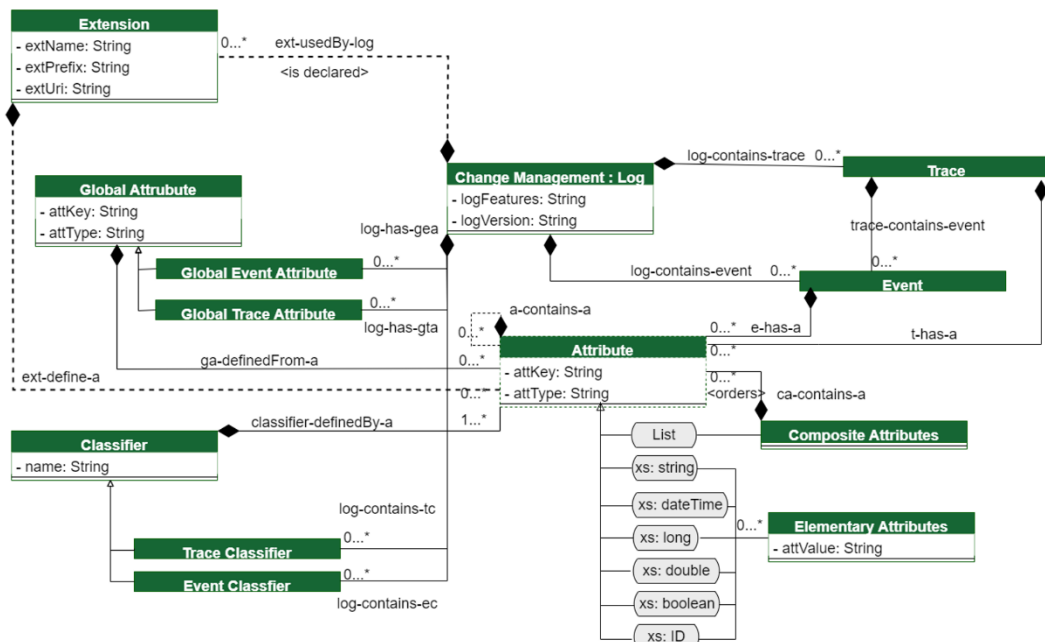 Extension
- extName: String
- extPrefix: String
- extUri: String
0...*
ext-usedBy-log
<is declared>
Change Management : Log
- logFeatures: String
- logVersion: String
log-contains-trace
0...*
Trace
trace-contains-event
0...*
log-contains-event
0...*
Event
Global Attrubute
- attKey: String
- attType: String
log-has-gea
0...*
Global Event Attribute
0...*
Global Trace Attribute
log-has-gta
a-contains-a
0...*
e-has-a
0...*
t-has-a
0...*
Attribute
- attKey: String
- attType: String
ga-definedFrom-a
0...*
ext-define-a
0...*
0...*
<orders>
ca-contains-a
classifier-definedBy-a
1...*
Classifier
- name: String
List
Composite Attributes
xs: string
xs: dateTime
xs: long
xs: double
xs: boolean
xs: ID
0...*
Elementary Attributes
- attValue: String
log-contains-tc
0...*
Trace Classifier
0...*
Event Classfier
log-contains-ec